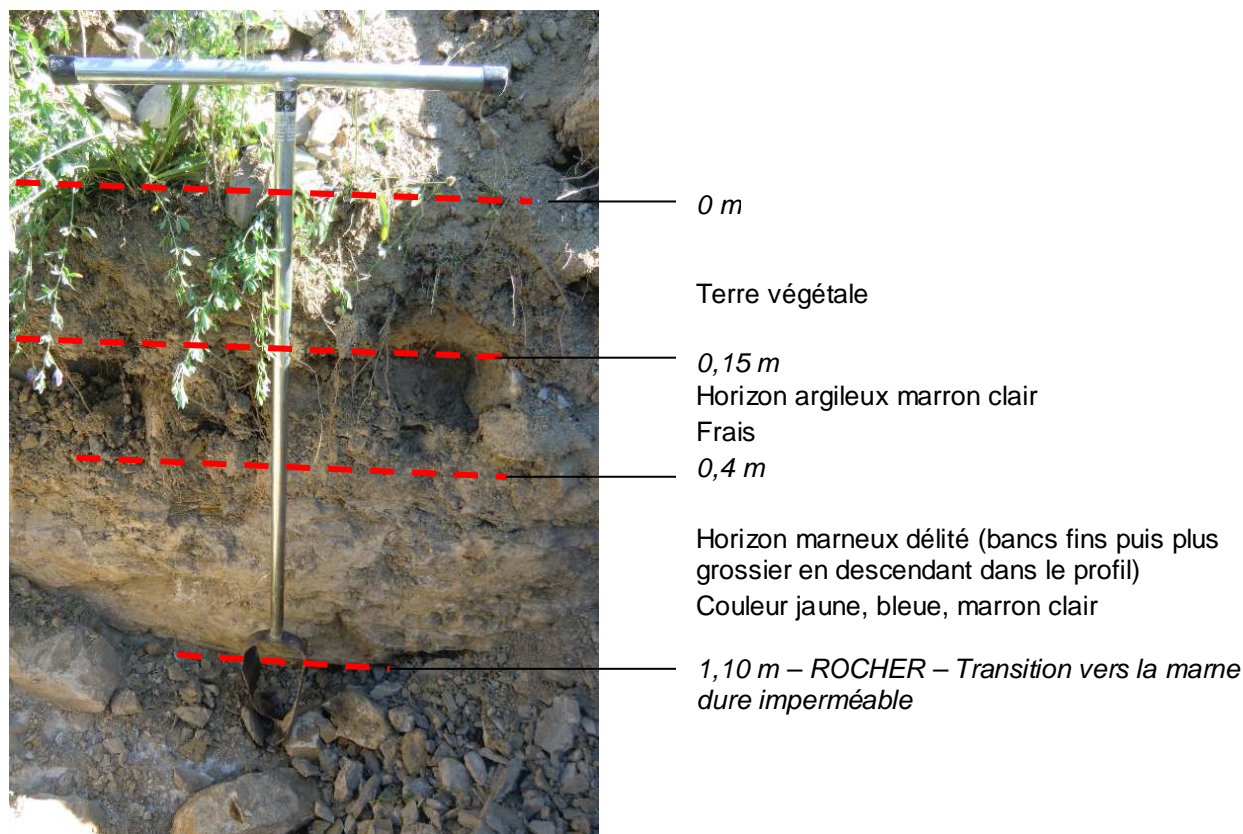 0 m
Terre végétale
0,15 m
Horizon argileux marron clair
Frais
0,4 m
Horizon marneux délité (bancs fins puis plus
grossier en descendant dans le profil)
Couleur jaune, bleue, marron clair
1,10 m – ROCHER – Transition vers la marne
dure imperméable